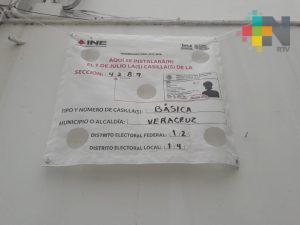 INE
AQUÍ SE INSTALARÁ(N)
EL 1° DE JULIO LA(S) CASILLA(S) DE LA
SECCIÓN: 4287
TIPO Y NÚMERO DE CASILLA(S): BÁSICA
MUNICIPIO O ALCALDÍA: VERACRUZ
DISTRITO ELECTORAL FEDERAL: 12
DISTRITO ELECTORAL LOCAL: 14
RTV